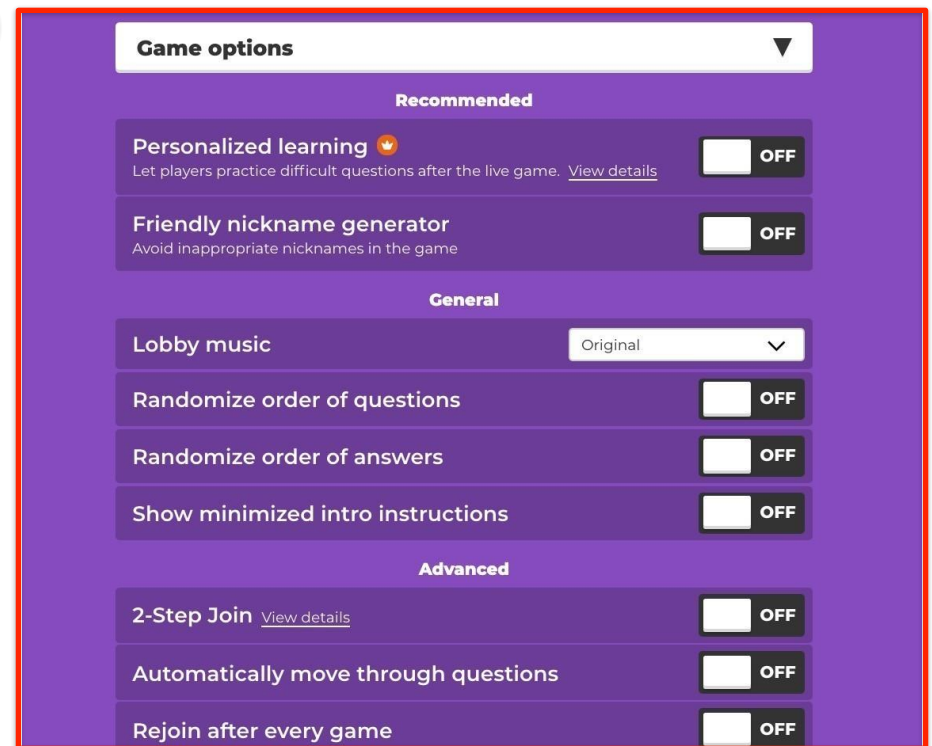 Game options
Recommended
Personalized learning
OFF
Let players practice difficult questions after the live game. View details
Friendly nickname generator
OFF
Avoid inappropriate nicknames in the game
General
Lobby music Original
Randomize order of questions OFF
Randomize order of answers OFF
Show minimized intro instructions OFF
Advanced
2-Step Join View details OFF
Automatically move through questions OFF
Rejoin after every game OFF